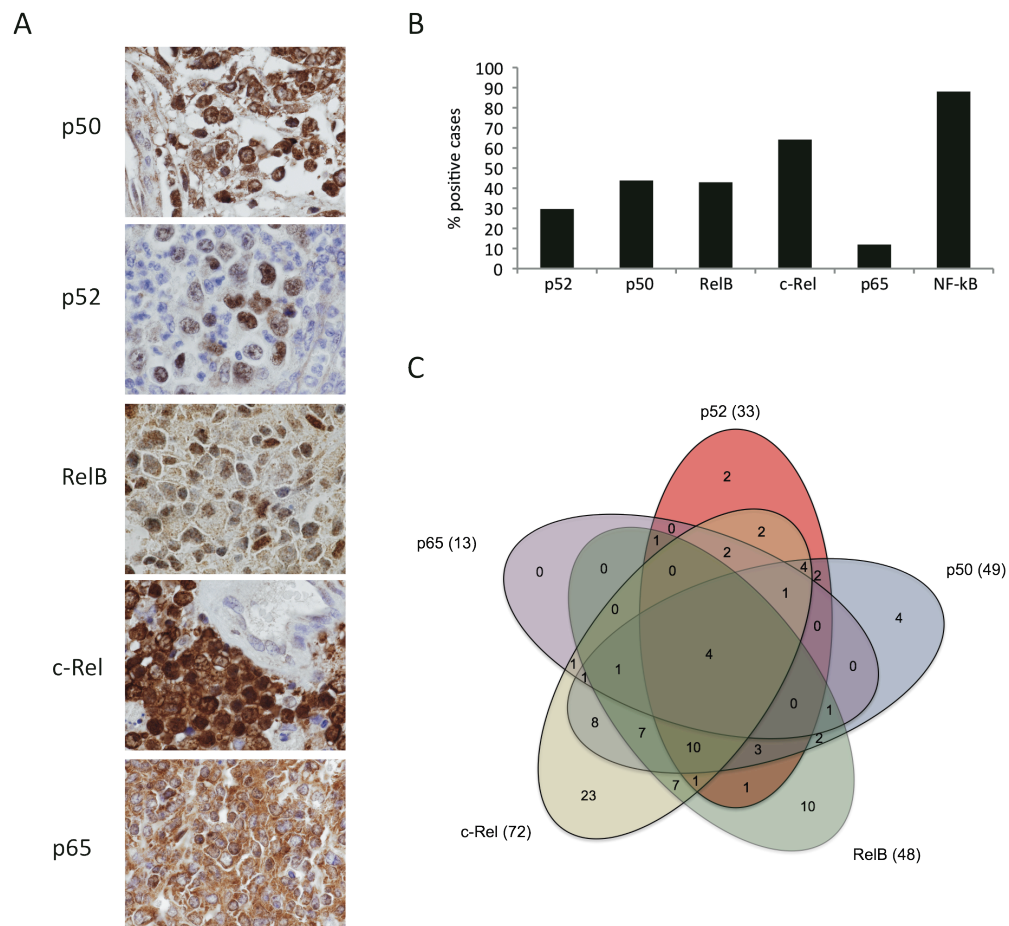 A
p50
p52
RelB
c-Rel
p65
B
% positive cases
100
90
80
70
60
50
40
30
20
10
0
p52 p50 RelB c-Rel p65 NF-kB
C
p52 (33)
p65 (13)
p50 (49)
c-Rel (72)
RelB (48)
2
0 2
1 2
0 0 0 4 2
1
0 0 4
4
1 1 1 0
0 1
8 7 10 3 2
7 1 1
23 10